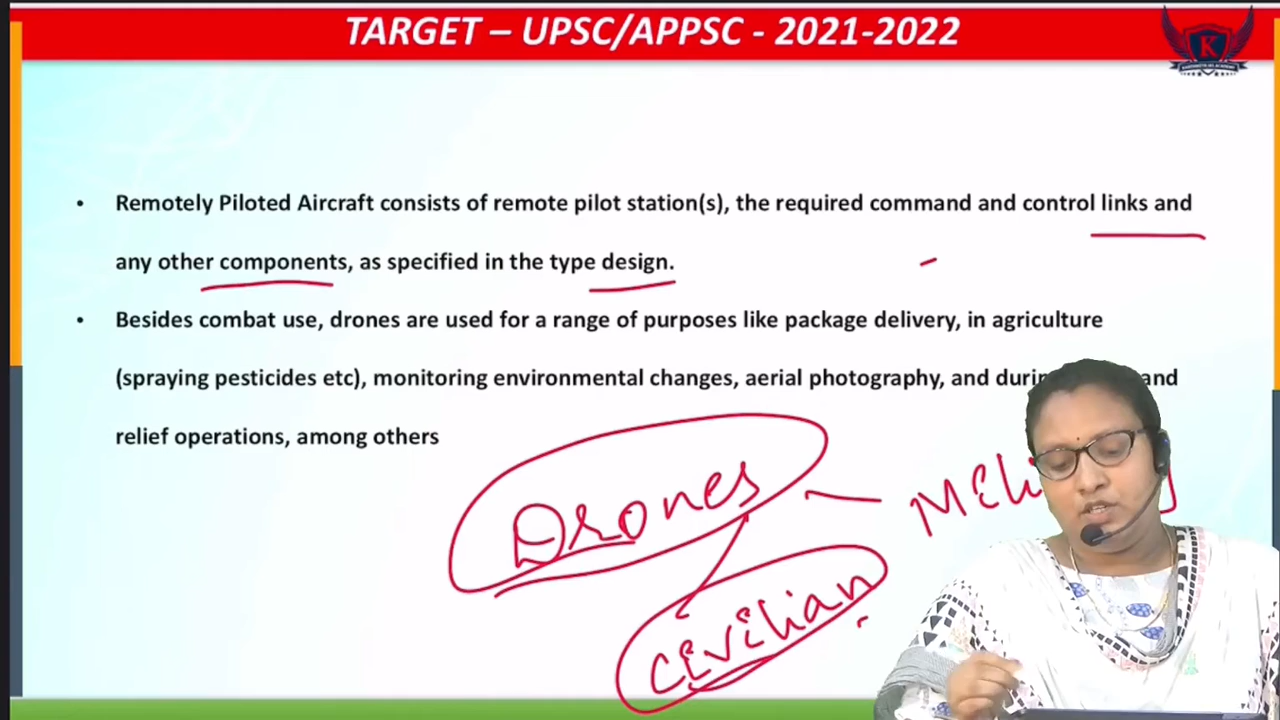 TARGET – UPSC/APPSC - 2021-2022
K
• Remotely Piloted Aircraft consists of remote pilot station(s), the required command and control links and
any other components, as specified in the type design.
• Besides combat use, drones are used for a range of purposes like package delivery, in agriculture
(spraying pesticides etc), monitoring environmental changes, aerial photography, and and
relief operations, among others
Drones
Civilian